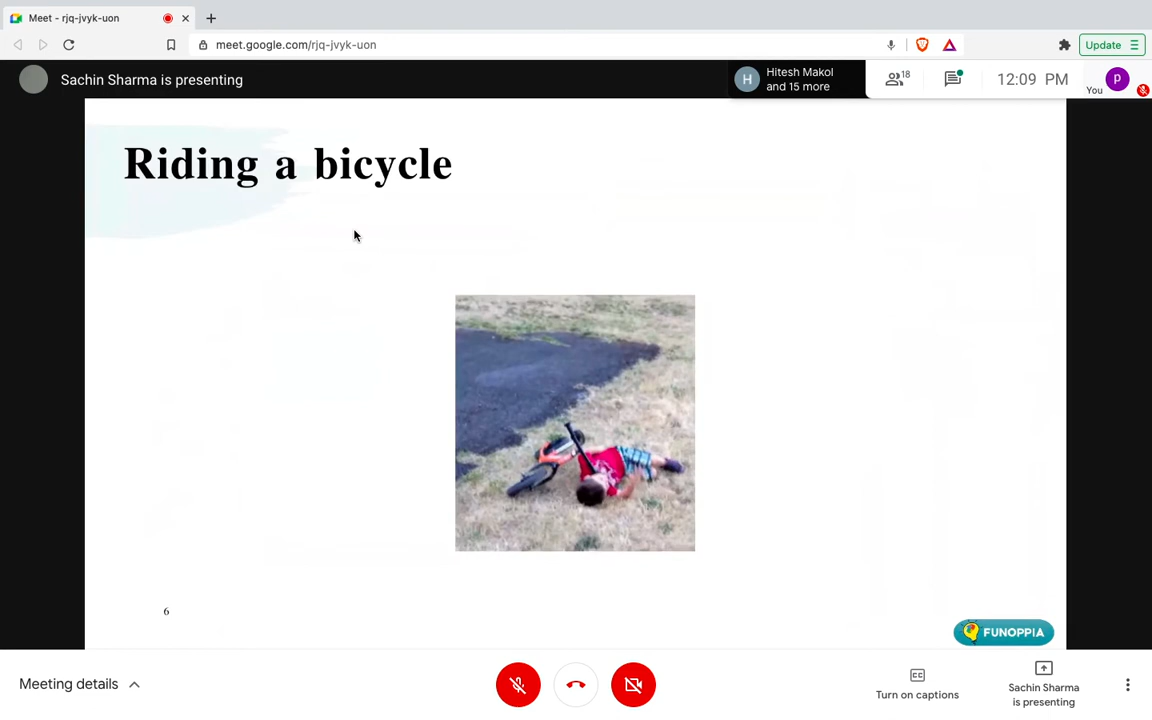 Meet - rjq-jvyk-uon
meet.google.com/rjq-jvyk-uon
Update
Sachin Sharma is presenting
H
Hitesh Makol
and 15 more
18
12:09 PM
You
p
Riding a bicycle
6
FUNOPPIA
Meeting details
CC
Turn on captions
Sachin Sharma
is presenting